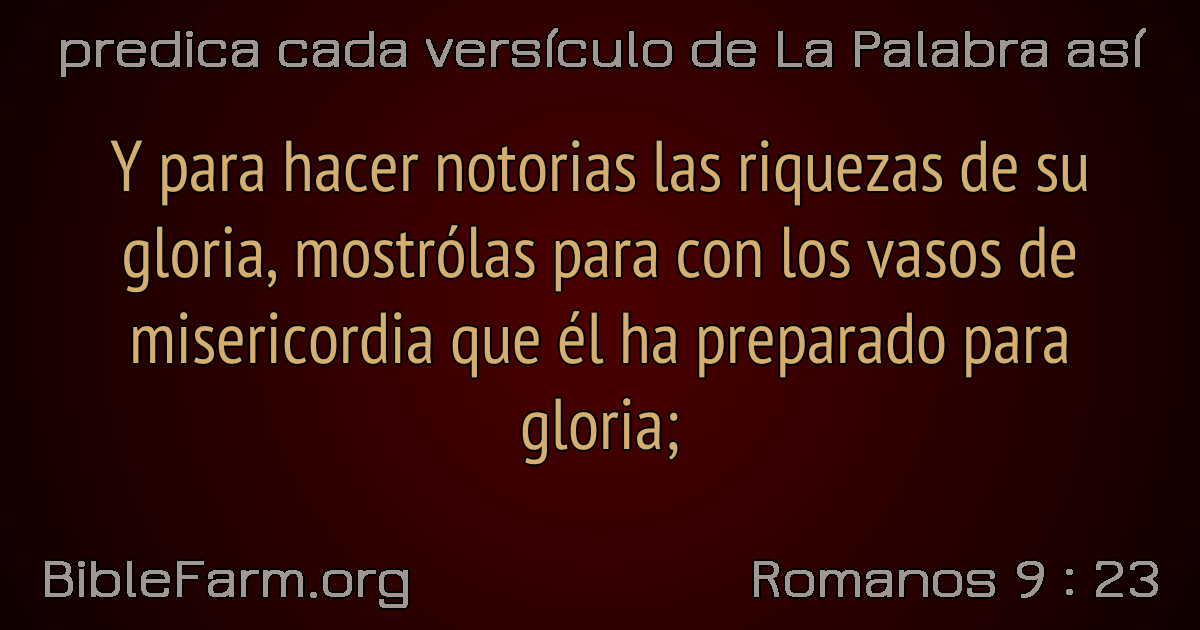 predica cada versículo de La Palabra así
Y para hacer notorias las riquezas de su
gloria, mostrólas para con los vasos de
misericordia que él ha preparado para
gloria;
BibleFarm.org
Romanos 9 : 23